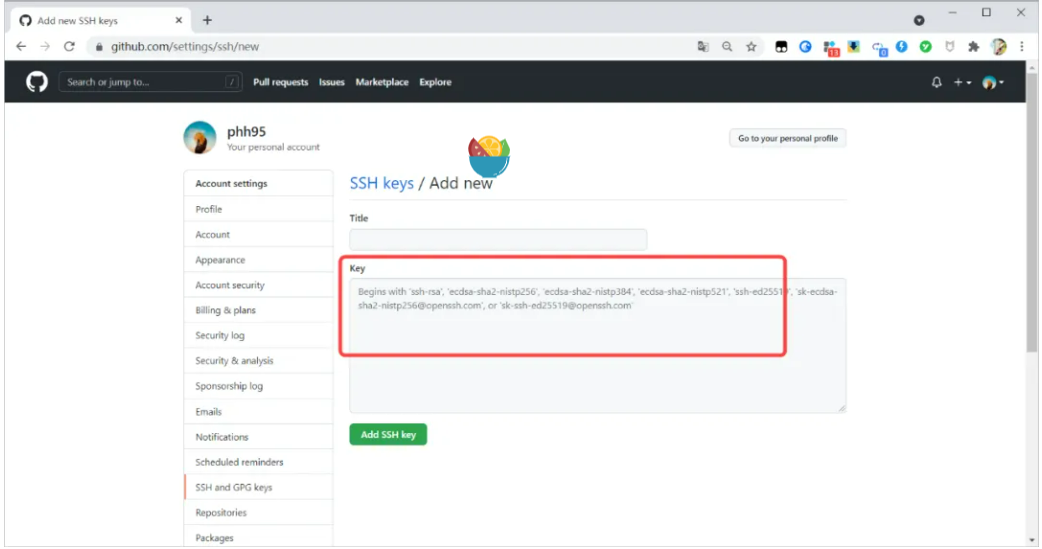 Add new SSH keys
github.com/settings/ssh/new
13
0
Search or jump to...
/
Pull requests
Issues
Marketplace
Explore
phh95
Your personal account
Go to your personal profile
Account settings
Profile
Account
Appearance
Account security
Billing & plans
Security log
Security & analysis
Sponsorship log
Emails
Notifications
Scheduled reminders
SSH and GPG keys
Repositories
Packages
SSH keys / Add new
Title
Key
Begins with 'ssh-rsa', 'ecdsa-sha2-nistp256', 'ecdsa-sha2-nistp384', 'ecdsa-sha2-nistp521', 'ssh-ed25519', 'sk-ecdsa-
sha2-nistp256@openssh.com', or 'sk-ssh-ed25519@openssh.com'
Add SSH key